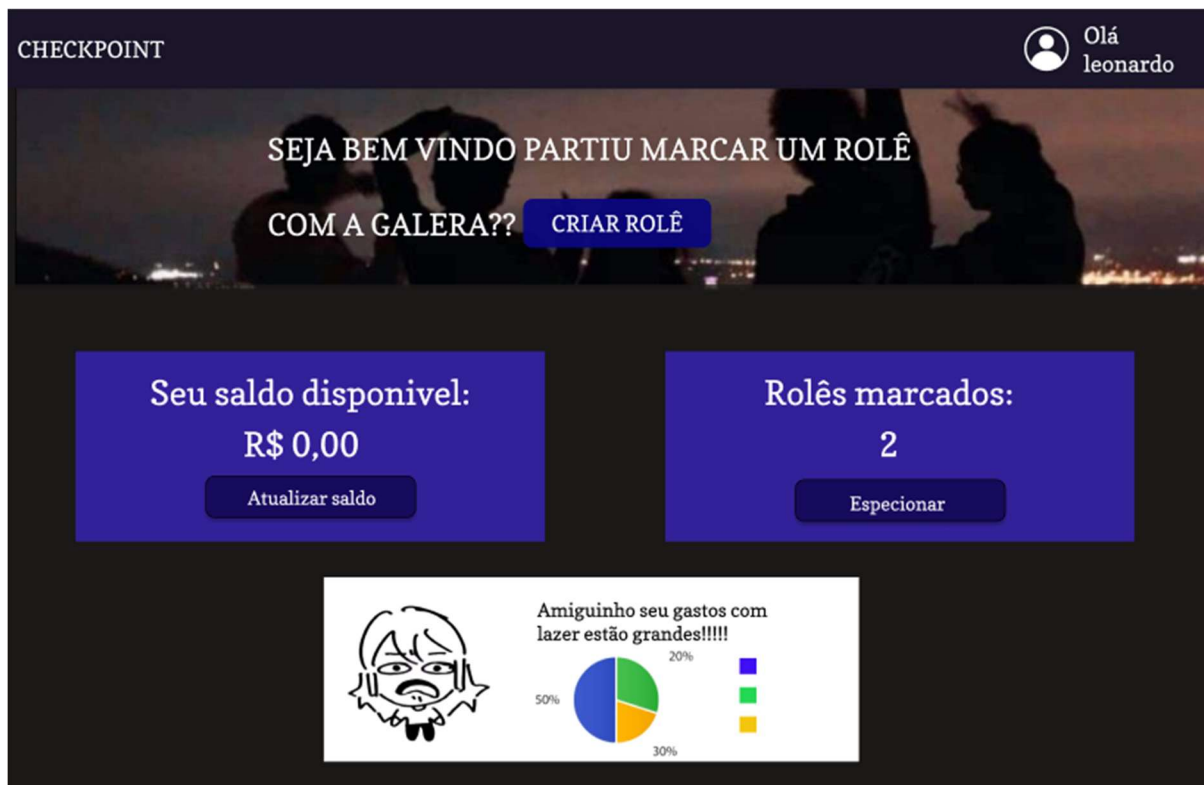 CHECKPOINT
Olá
leonardo
SEJA BEM VINDO PARTIU MARCAR UM ROLÊ
COM A GALERA??
CRIAR ROLÊ
Seu saldo disponivel:
R$ 0,00
Atualizar saldo
Rolês marcados:
2
Especionar
Amiguinho seu gastos com
lazer estão grandes!!!!!
20%
50%
30%